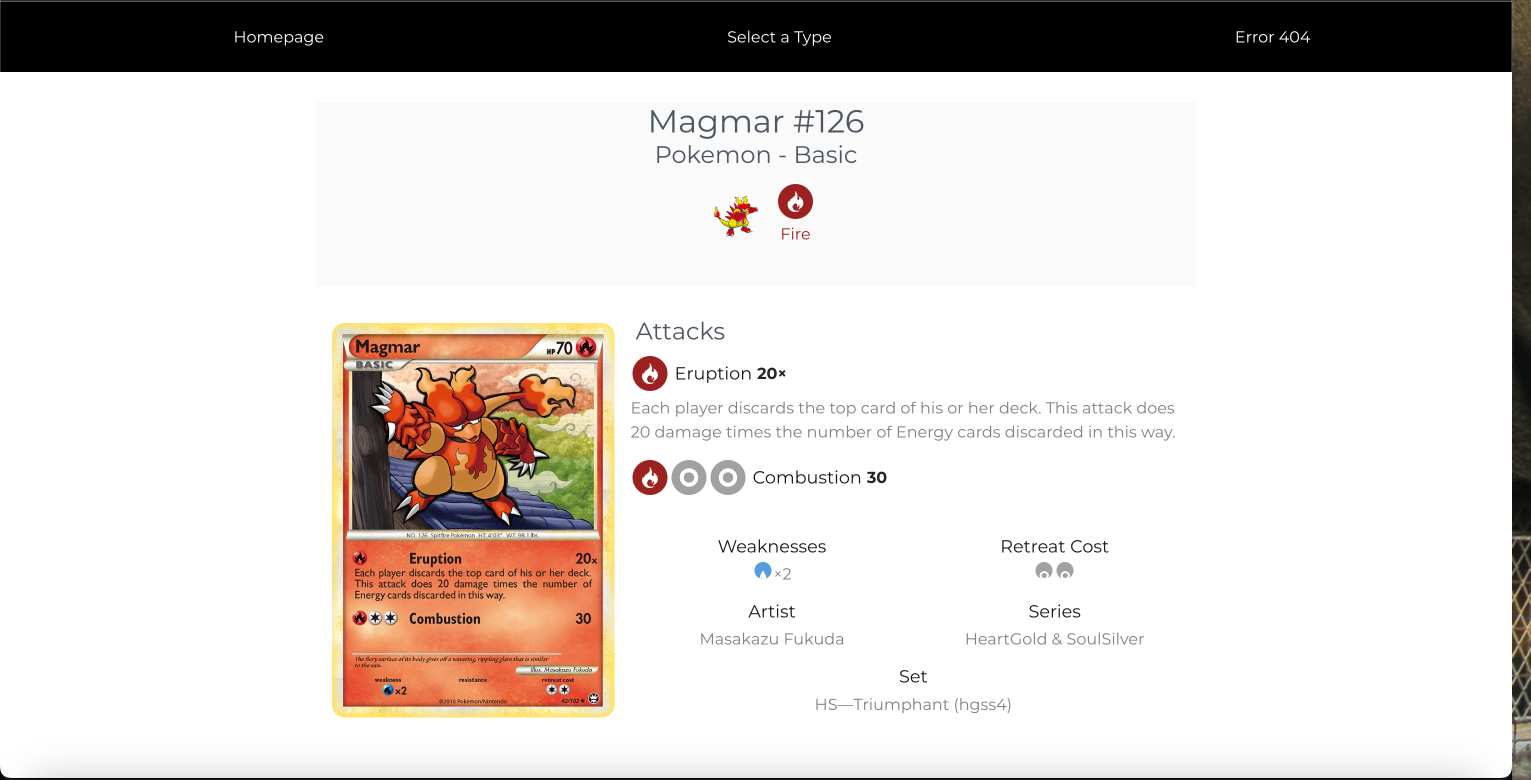 Homepage
Select a Type
Error 404
Magmar #126
Pokemon - Basic
Fire
Magmar
HP 70
BASIC
NO. 126 Spitfire Pokémon HT: 4'03" WT: 98.1 lbs.
Eruption 20x
Each player discards the top card of his or her deck.
This attack does 20 damage times the number of
Energy cards discarded in this way.
Combustion 30
The fiery surface of its body gives off a wavering, rippling glare that is similar
to the sun.
Illus. Masakazu Fukuda
weakness
resistance
retreat cost
×2
©2010 Pokémon/Nintendo
42/102
Attacks
Eruption 20×
Each player discards the top card of his or her deck. This attack does
20 damage times the number of Energy cards discarded in this way.
Combustion 30
Weaknesses
×2
Retreat Cost
Artist
Masakazu Fukuda
Series
HeartGold & SoulSilver
Set
HS—Triumphant (hgss4)